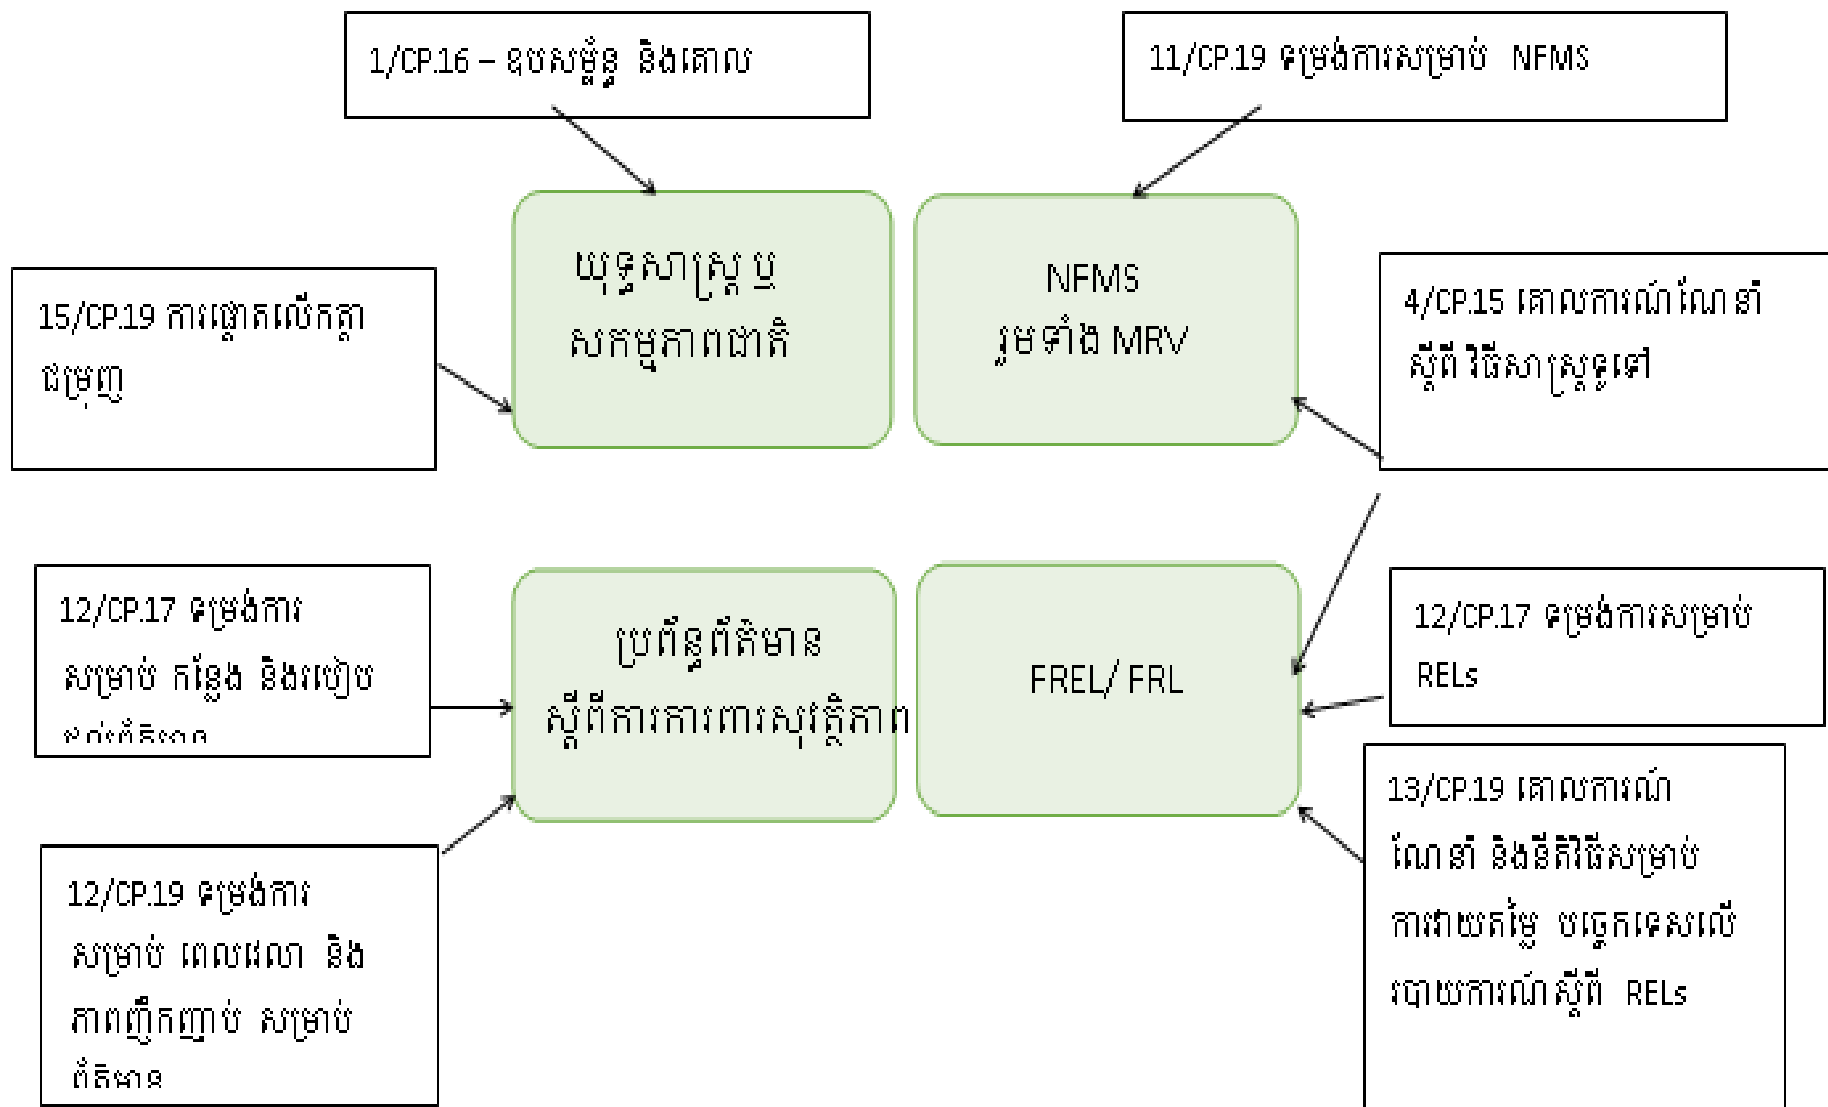 1/CP.16 – ឧបសម្ព័ន្ធ និងគោល
11/CP.19 ទម្រង់ការសម្រាប់ NFMS
យុទ្ធសាស្ត្រ ឬ
សកម្មភាពជាតិ
NFMS
រួមទាំង MRV
15/CP.19 ការផ្តោតលើកត្តា
ជម្រុញ
4/CP.15 គោលការណ៍ណែនាំ
ស្តីពី វិធីសាស្ត្រទូទៅ
12/CP.17 ទម្រង់ការ
សម្រាប់ កន្លែង និងរបៀប
ប្រព័ន្ធព័ត៌មាន
ស្តីពីការការពារសុវត្ថិភាព
FREL/ FRL
12/CP.17 ទម្រង់ការសម្រាប់
RELs
12/CP.19 ទម្រង់ការ
សម្រាប់ ពេលវេលា និង
ភាពញឹកញាប់ សម្រាប់
ព័ត៌មាន
13/CP.19 គោលការណ៍
ណែនាំ និងនីតិវិធីសម្រាប់
ការវាយតម្លៃ បច្ចេកទេសលើ
របាយការណ៍ស្តីពី RELs